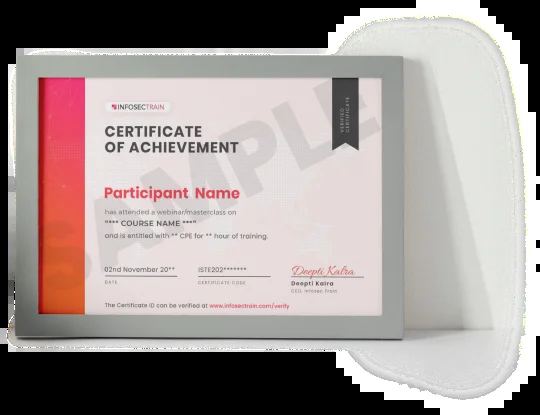 INFOSECTRAIN
VERIFIED
CERTIFICATE
CERTIFICATE
OF ACHIEVEMENT
SAMPLE
Participant Name
has attended a webinar/masterclass on
"*** COURSE NAME ***"
and is entitled with ** CPE for ** hour of training.
02nd November 20** ISTE202******* Deepti Kalra
DATE CERTIFICATE CODE Deepti Kalra
CEO, Infosec Train
The Certificate ID can be verified at www.infosectrain.com/verify